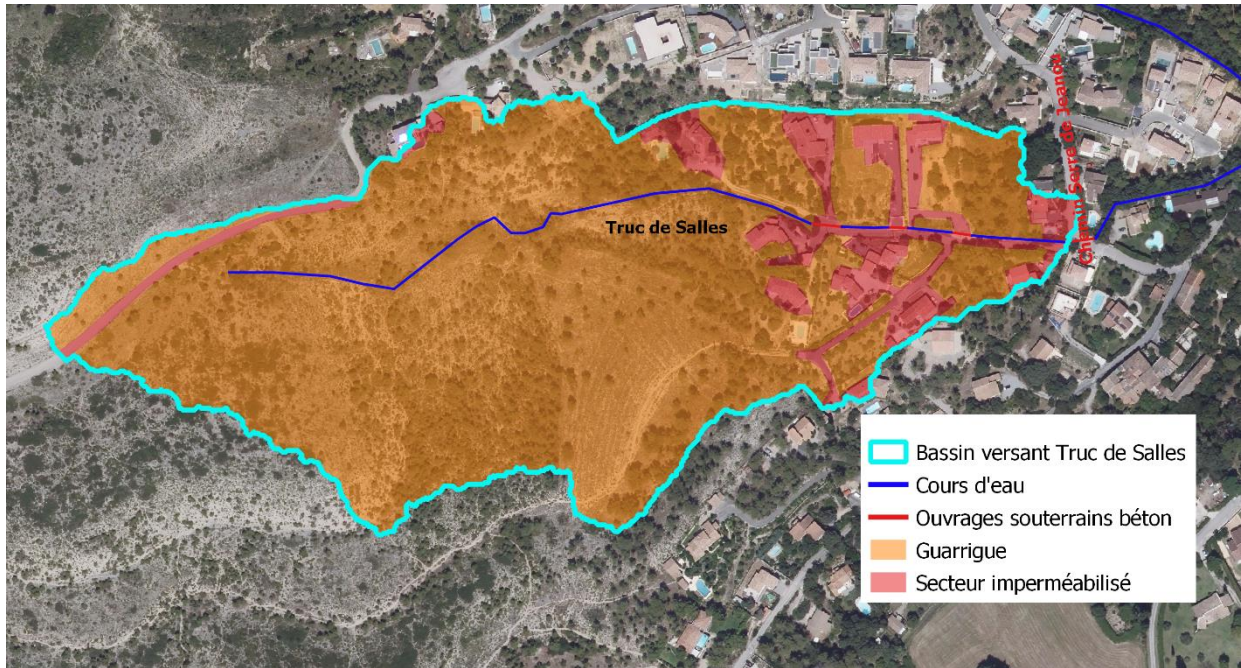 Chemin Serre de Jeande
Truc de Salles
Bassin versant Truc de Salles
Cours d'eau
Ouvrages souterrains béton
Guarrigue
Secteur imperméabilisé